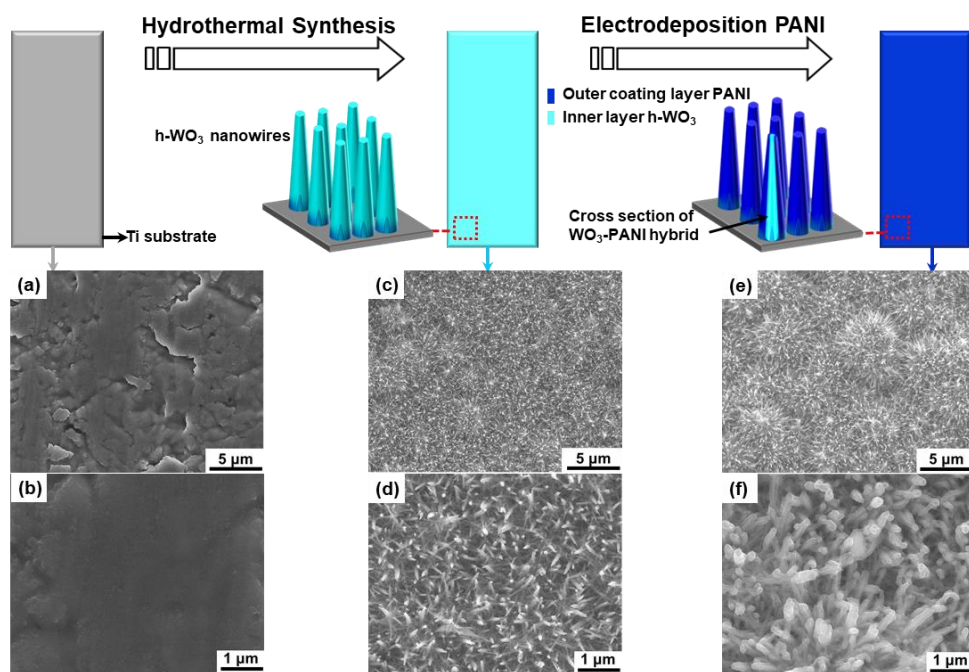 Hydrothermal Synthesis
Electrodeposition PANI
Outer coating layer PANI
Inner layer h-WO₃
h-WO₃ nanowires
Ti substrate
Cross section of
WO₃-PANI hybrid
(a)
(c)
(e)
5 µm
5 µm
5 µm
(b)
(d)
(f)
1 µm
1 µm
1 µm